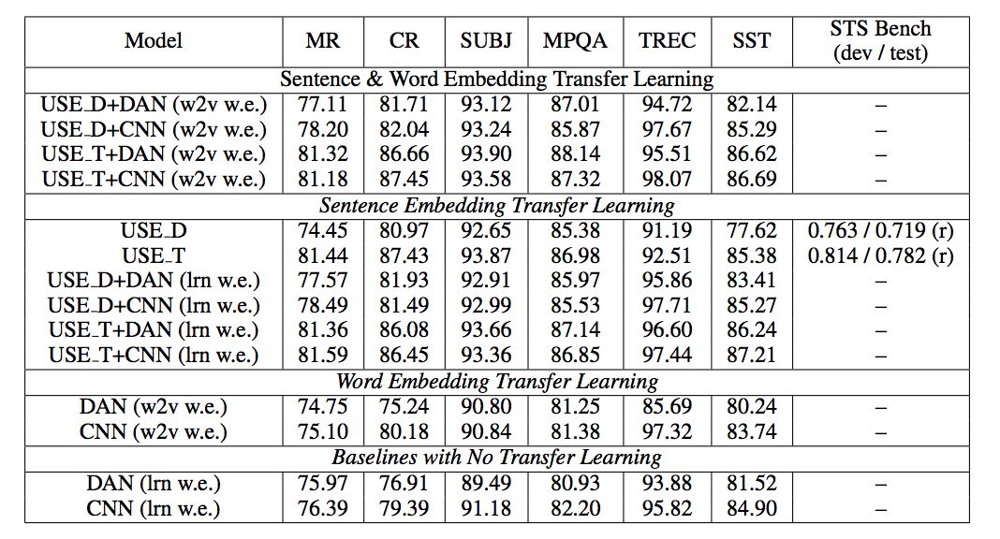 Model MR CR SUBJ MPQA TREC SST STS Bench
(dev / test)
Sentence & Word Embedding Transfer Learning
USE_D+DAN (w2v w.e.) 77.11 81.71 93.12 87.01 94.72 82.14 –
USE_D+CNN (w2v w.e.) 78.20 82.04 93.24 85.87 97.67 85.29 –
USE_T+DAN (w2v w.e.) 81.32 86.66 93.90 88.14 95.51 86.62 –
USE_T+CNN (w2v w.e.) 81.18 87.45 93.58 87.32 98.07 86.69 –
Sentence Embedding Transfer Learning
USE_D 74.45 80.97 92.65 85.38 91.19 77.62 0.763 / 0.719 (r)
USE_T 81.44 87.43 93.87 86.98 92.51 85.38 0.814 / 0.782 (r)
USE_D+DAN (lrn w.e.) 77.57 81.93 92.91 85.97 95.86 83.41 –
USE_D+CNN (lrn w.e.) 78.49 81.49 92.99 85.53 97.71 85.27 –
USE_T+DAN (lrn w.e.) 81.36 86.08 93.66 87.14 96.60 86.24 –
USE_T+CNN (lrn w.e.) 81.59 86.45 93.36 86.85 97.44 87.21 –
Word Embedding Transfer Learning
DAN (w2v w.e.) 74.75 75.24 90.80 81.25 85.69 80.24 –
CNN (w2v w.e.) 75.10 80.18 90.84 81.38 97.32 83.74 –
Baselines with No Transfer Learning
DAN (lrn w.e.) 75.97 76.91 89.49 80.93 93.88 81.52 –
CNN (lrn w.e.) 76.39 79.39 91.18 82.20 95.82 84.90 –